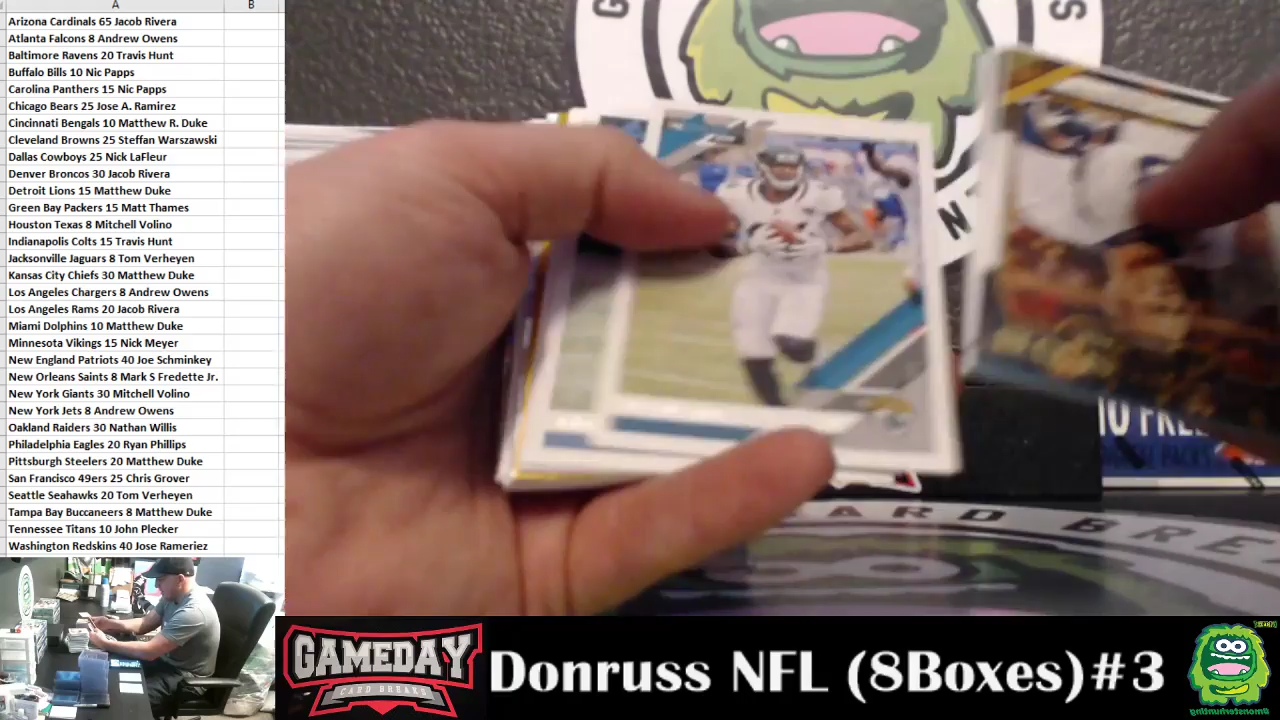 A B
Arizona Cardinals 65 Jacob Rivera
Atlanta Falcons 8 Andrew Owens
Baltimore Ravens 20 Travis Hunt
Buffalo Bills 10 Nic Papps
Carolina Panthers 15 Nic Papps
Chicago Bears 25 Jose A. Ramirez
Cincinnati Bengals 10 Matthew R. Duke
Cleveland Browns 25 Steffan Warszawski
Dallas Cowboys 25 Nick LaFleur
Denver Broncos 30 Jacob Rivera
Detroit Lions 15 Matthew Duke
Green Bay Packers 15 Matt Thames
Houston Texas 8 Mitchell Volino
Indianapolis Colts 15 Travis Hunt
Jacksonville Jaguars 8 Tom Verheyen
Kansas City Chiefs 30 Matthew Duke
Los Angeles Chargers 8 Andrew Owens
Los Angeles Rams 20 Jacob Rivera
Miami Dolphins 10 Matthew Duke
Minnesota Vikings 15 Nick Meyer
New England Patriots 40 Joe Schminkey
New Orleans Saints 8 Mark S Fredette Jr.
New York Giants 30 Mitchell Volino
New York Jets 8 Andrew Owens
Oakland Raiders 30 Nathan Willis
Philadelphia Eagles 20 Ryan Phillips
Pittsburgh Steelers 20 Matthew Duke
San Francisco 49ers 25 Chris Grover
Seattle Seahawks 20 Tom Verheyen
Tampa Bay Buccaneers 8 Matthew Duke
Tennessee Titans 10 John Plecker
Washington Redskins 40 Jose Rameriez
GAMEDAY
CARD BREAKS
Donruss NFL (8Boxes)#3
#monsterhunting